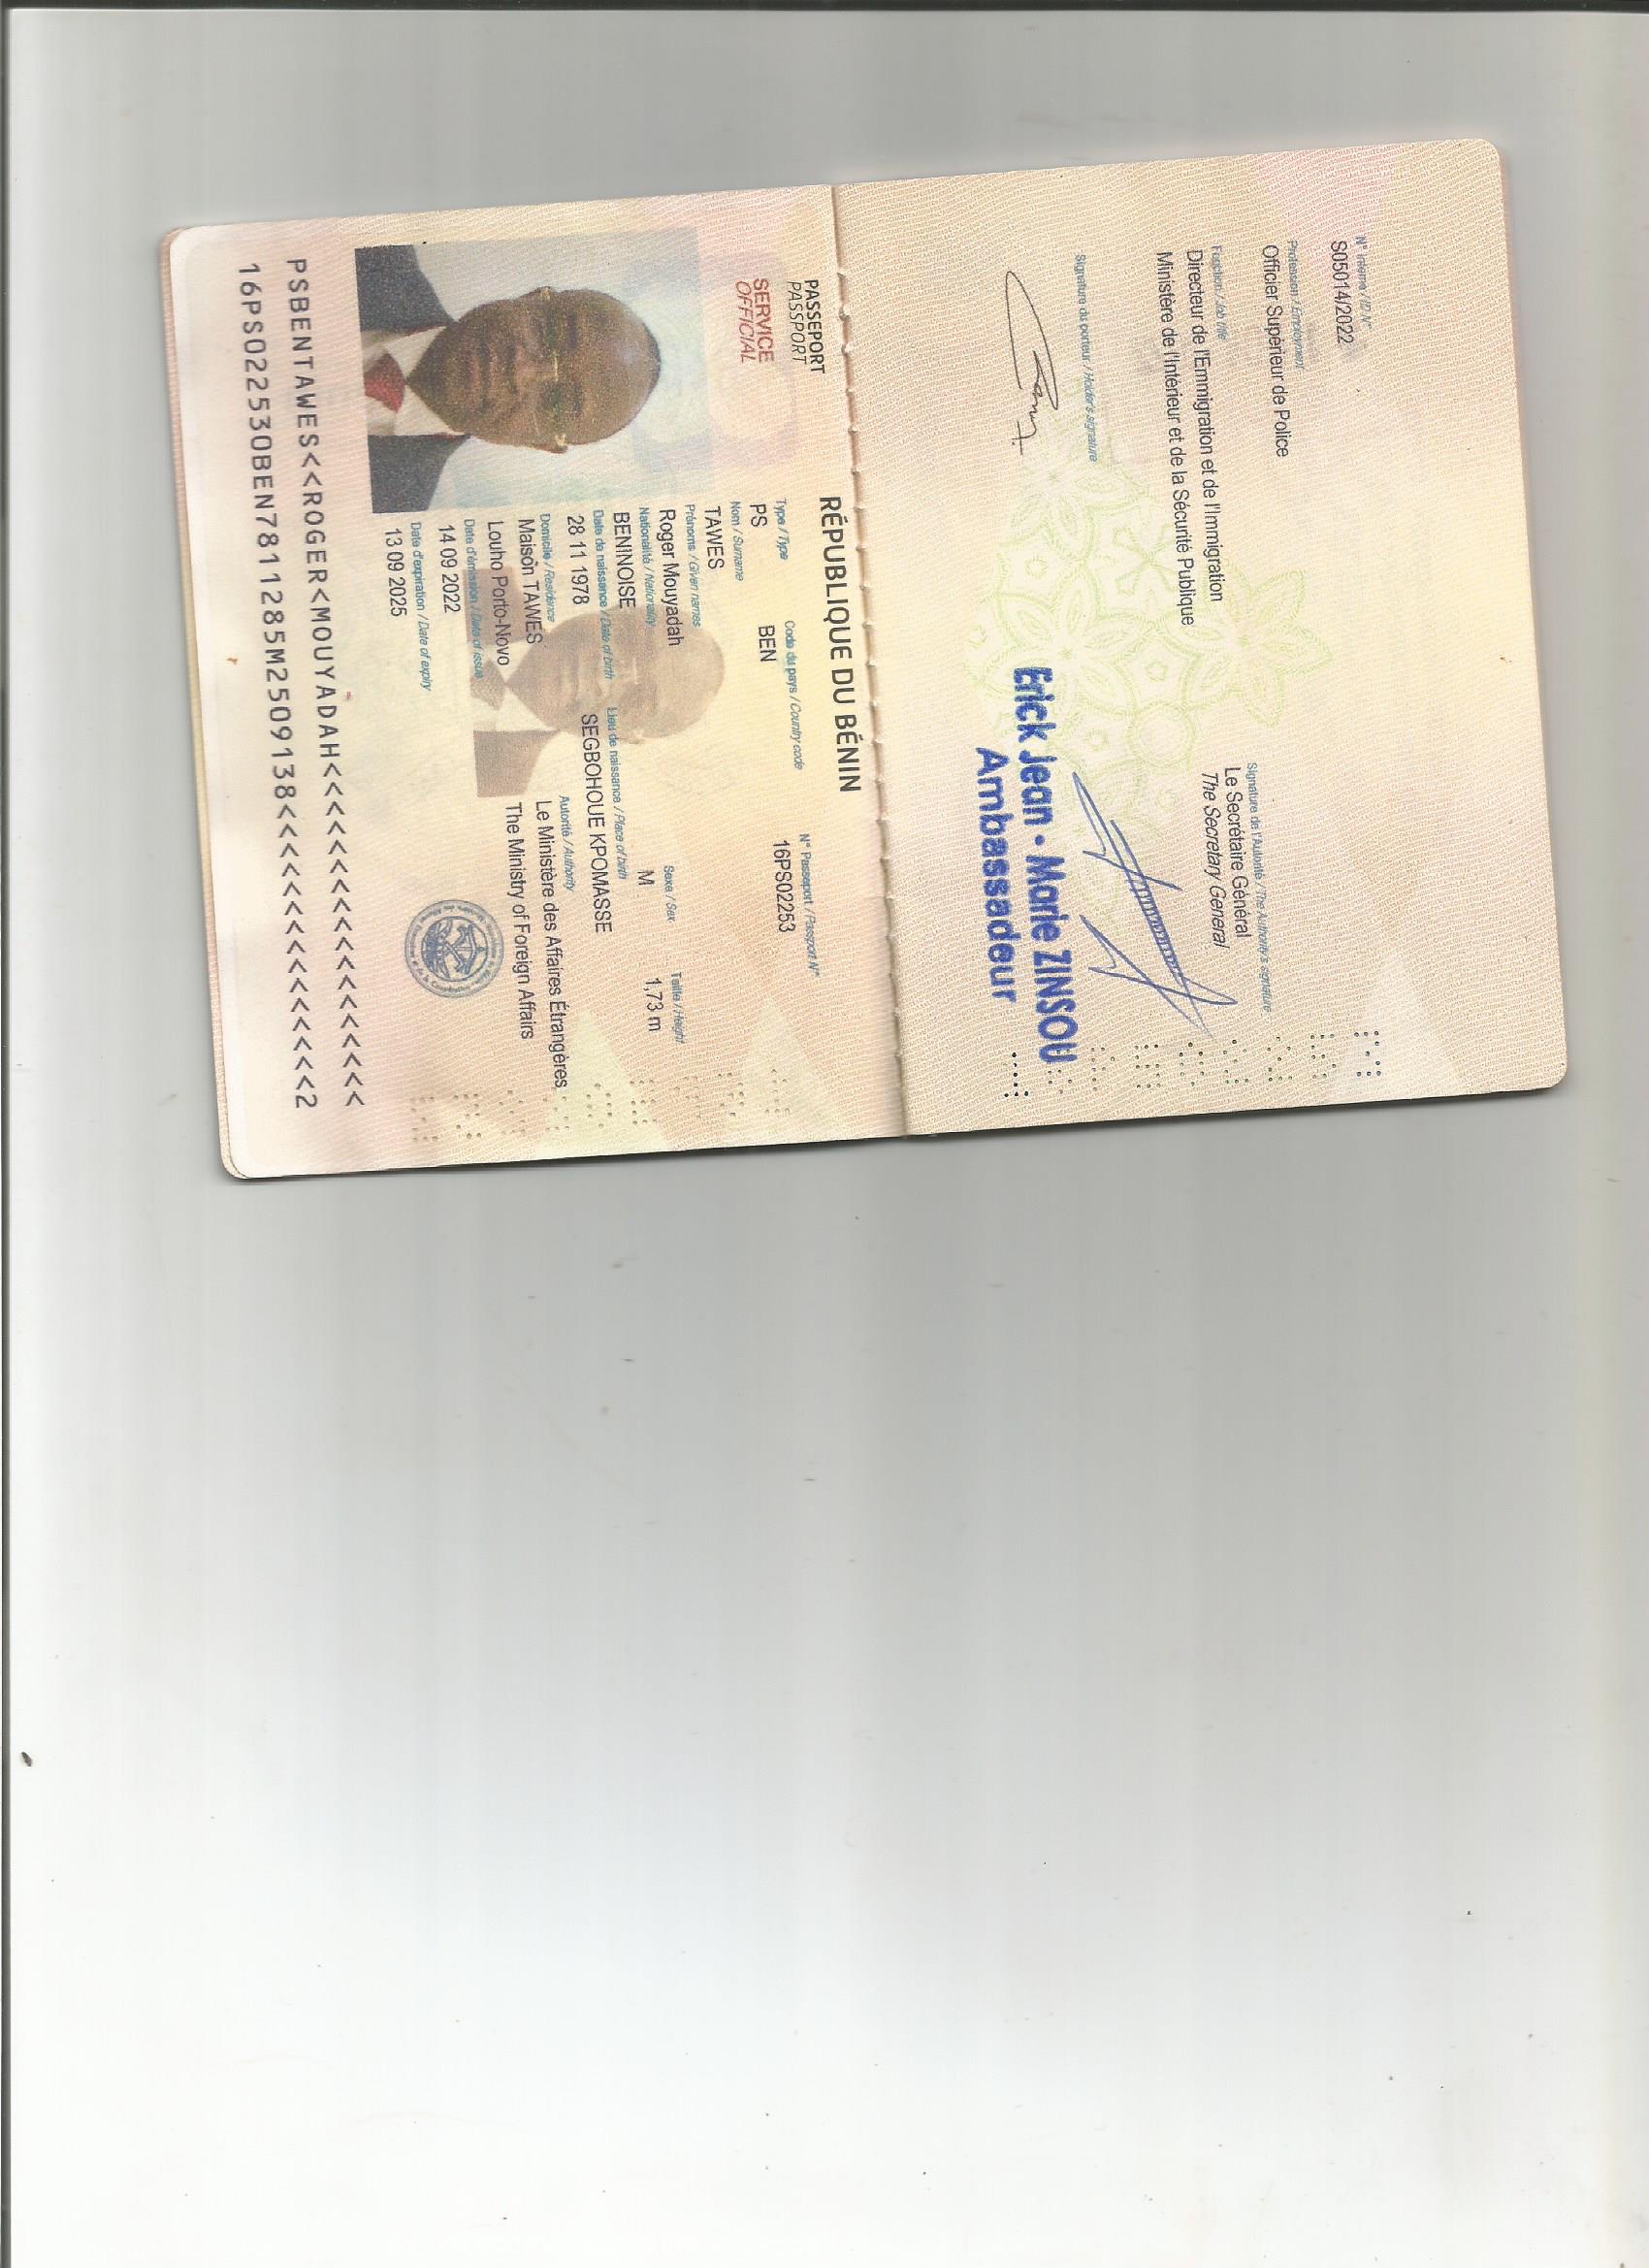 N° interne / ID N°
S05014/2022
Profession / Employment
Officier Supérieur de Police
Fonction / Job title
Directeur de l'Emmigration et de l'Immigration
Ministère de l'Intérieur et de la Sécurité Publique
Signature de l'Autorité / The Authority's signature
Le Secrétaire Général
The Secretary General
Signature du porteur / Holder's signature
Erick Jean - Marie ZINSOU
Ambassadeur
RÉPUBLIQUE DU BÉNIN
PASSEPORT
PASSPORT
SERVICE
OFFICIAL
Type / Type
Code du pays / Country code
N° Passeport / Passport N°
PS
BEN
16PS02253
Nom / Surname
TAWES
Prénoms / Given names
Roger Mouyadah
Nationalité / Nationality
Sexe / Sex
Taille / Height
BENINOISE
M
1,73 m
Date de naissance / Date of birth
Lieu de naissance / Place of birth
28 11 1978
SEGBOHOUE KPOMASSE
Domicile / Residence
Autorité / Authority
Maison TAWES
Le Ministère des Affaires Étrangères
Louho Porto-Novo
The Ministry of Foreign Affairs
Date d'émission / Date of issue
14 09 2022
Date d'expiration / Date of expiry
13 09 2025
PSBENTAWES<<ROGER<MOUYADAH<<<<<<<<<<<<<<<<<<
16PS022530BEN7811285M2509138<<<<<<<<<<<<<<<2